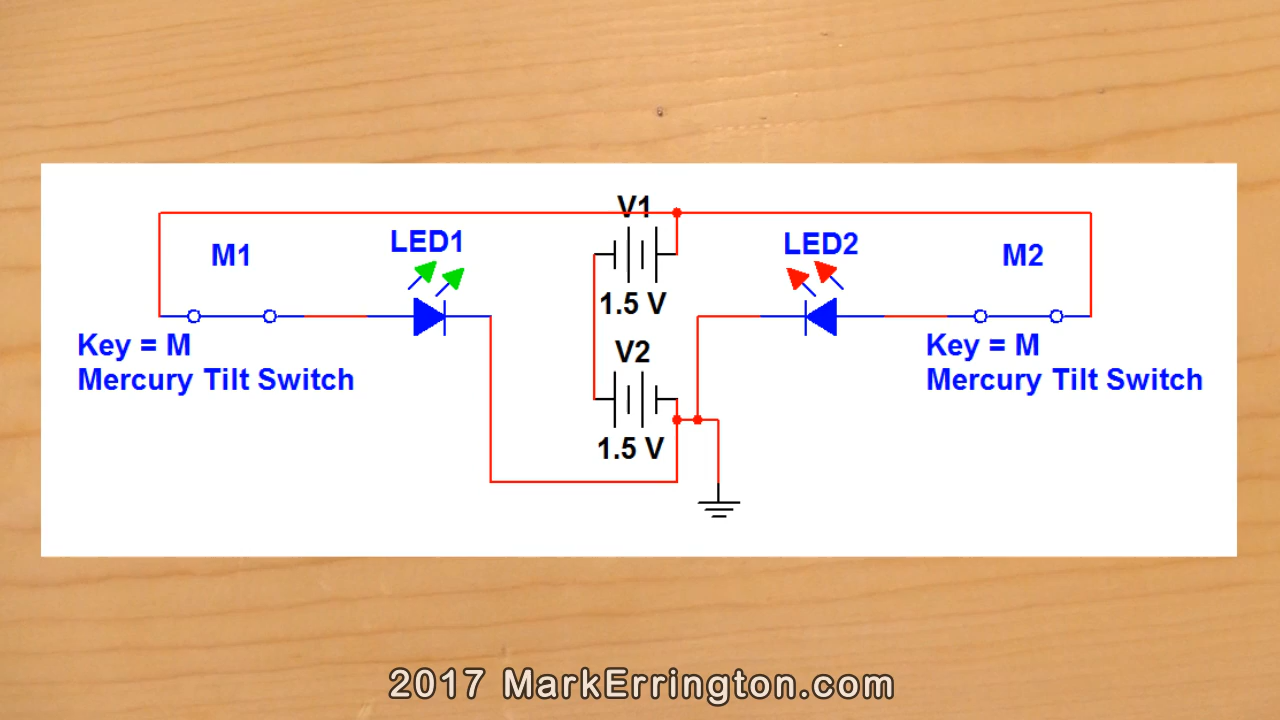 V1
M1
LED1
LED2
M2
1.5 V
Key = M
Mercury Tilt Switch
V2
Key = M
Mercury Tilt Switch
1.5 V
2017 MarkErrington.com